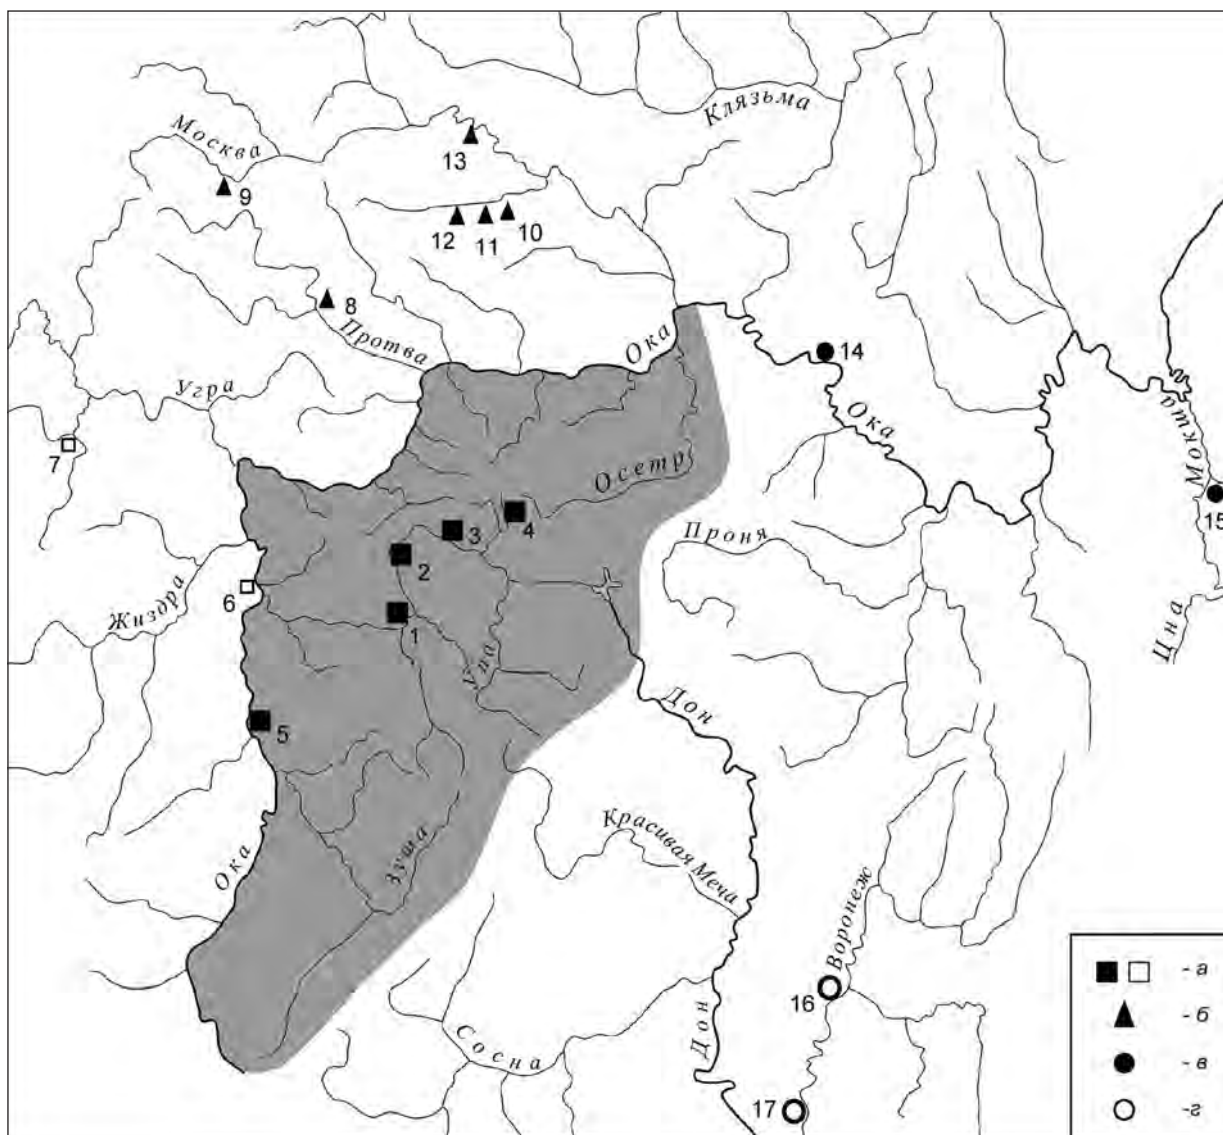 Клязьма
Москва
13
9
12
11
10
8
Протва
Ока
14
Угра
Ока
Мокша
7
Осетр
4
15
3
Проня
2
6
Жиздра
1
Цна
Упа
Дон
5
Красивая Меча
Зуша
Ока
Воронеж
- а
16
- б
Дон
Сосна
- в
17
-г